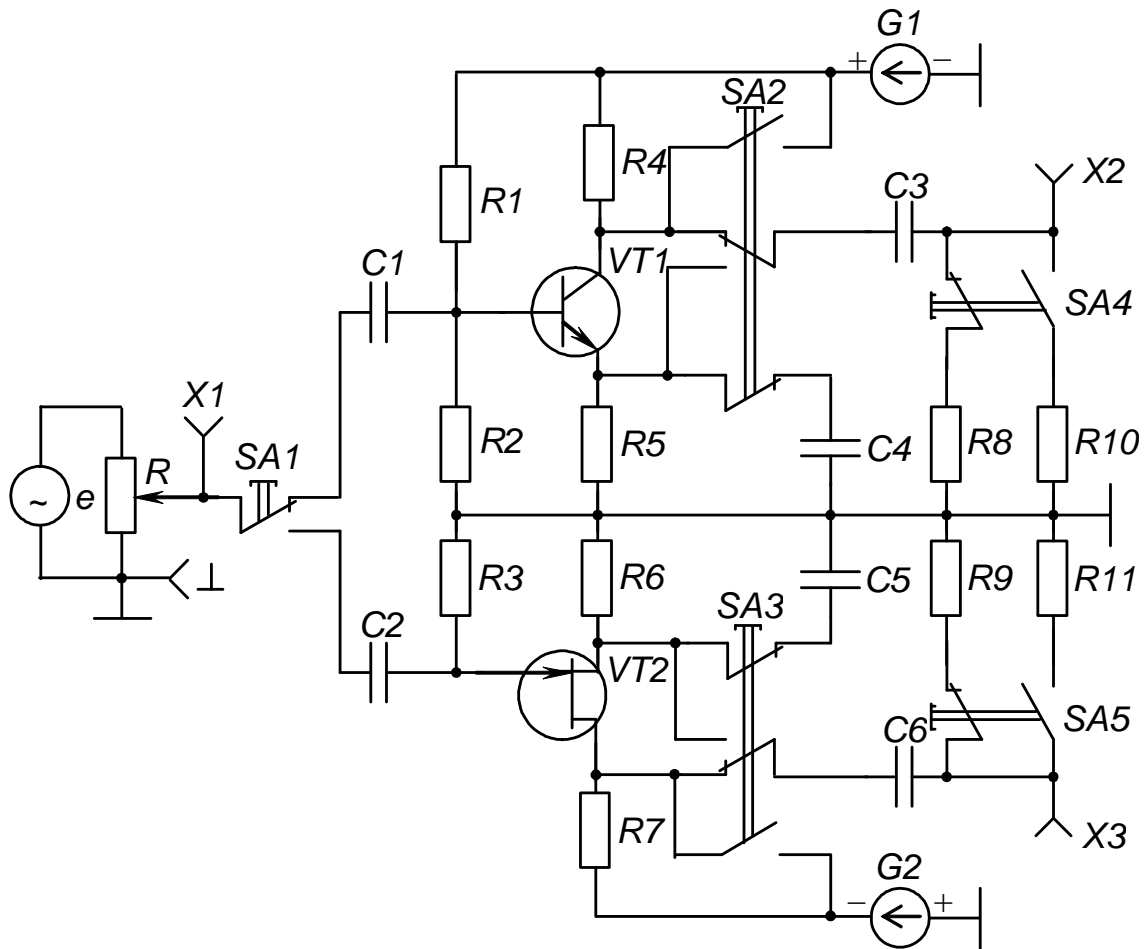 G1
+ −
SA2
R4
X2
R1
C3
C1
VT1
SA4
X1
R2
R5
R8
R10
SA1
C4
R
~
e
⊥
R3
R6
C5
R9
R11
SA3
C2
VT2
SA5
C6
R7
X3
G2
− +